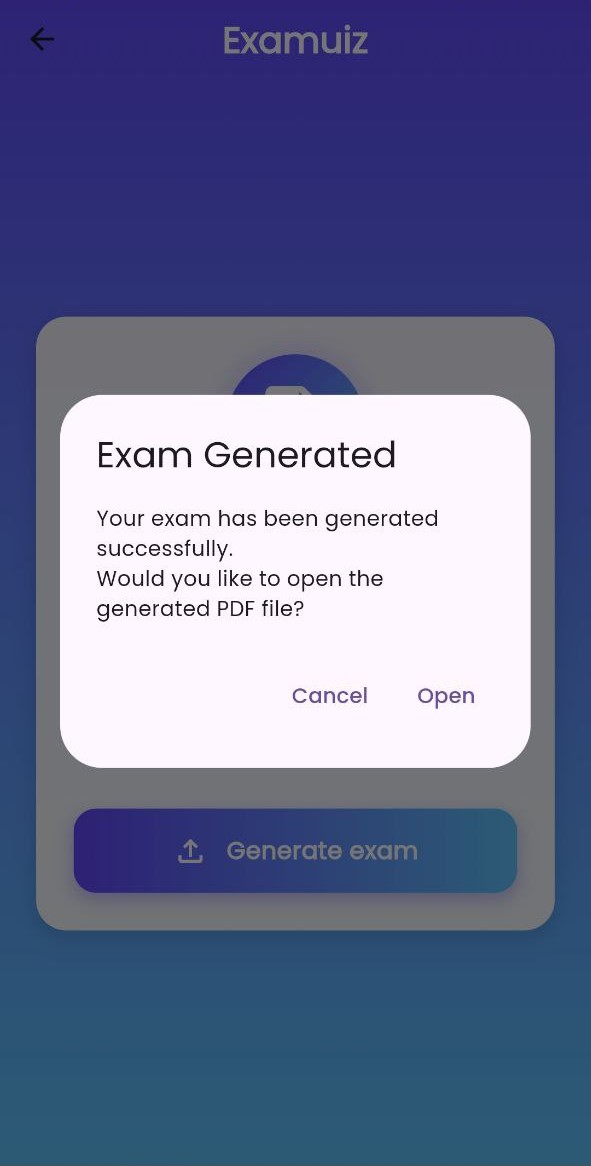 Examuiz
Exam Generated
Your exam has been generated
successfully.
Would you like to open the
generated PDF file?
Cancel Open
Generate exam